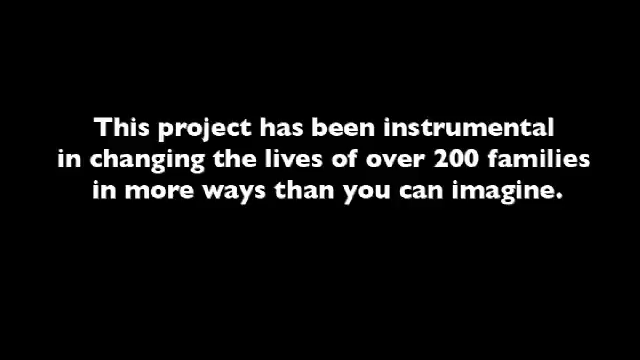 This project has been instrumental
in changing the lives of over 200 families
in more ways than you can imagine.